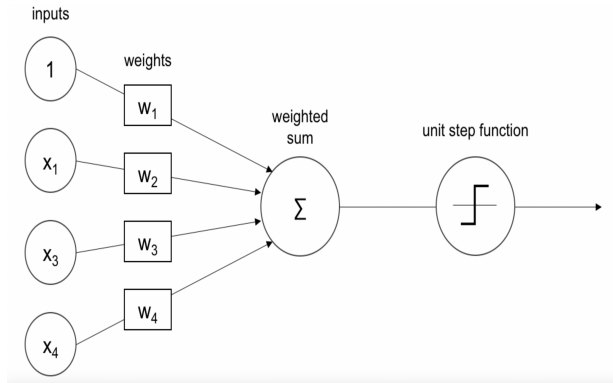 inputs
1
weights
w₁
weighted
sum
unit step function
x₁
w₂
Σ
x₃
w₃
x₄
w₄